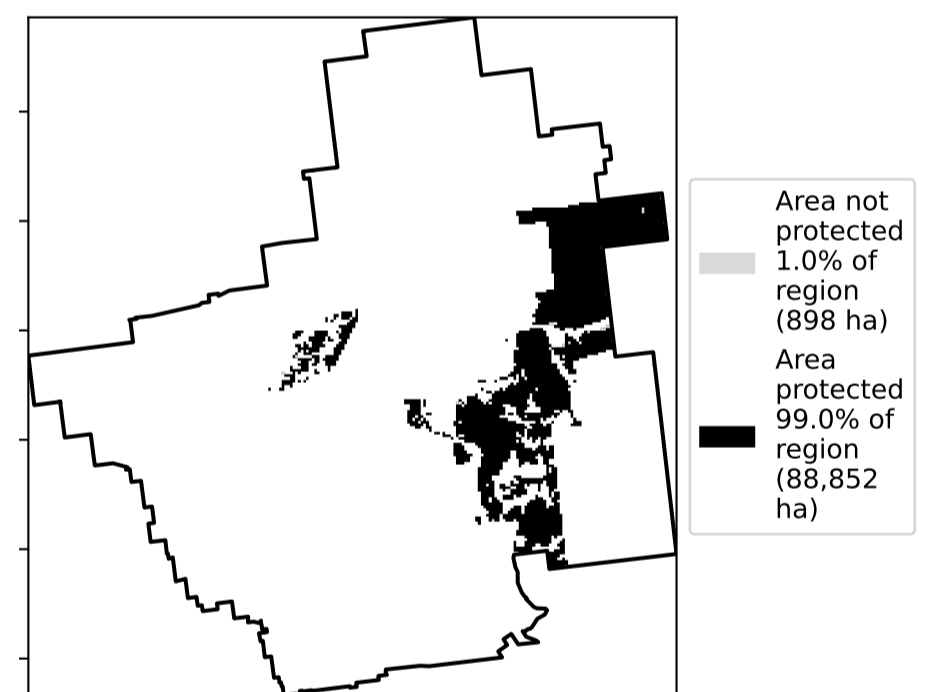 Area not
protected
1.0% of
region
(898 ha)
Area
protected
99.0% of
region
(88,852
ha)